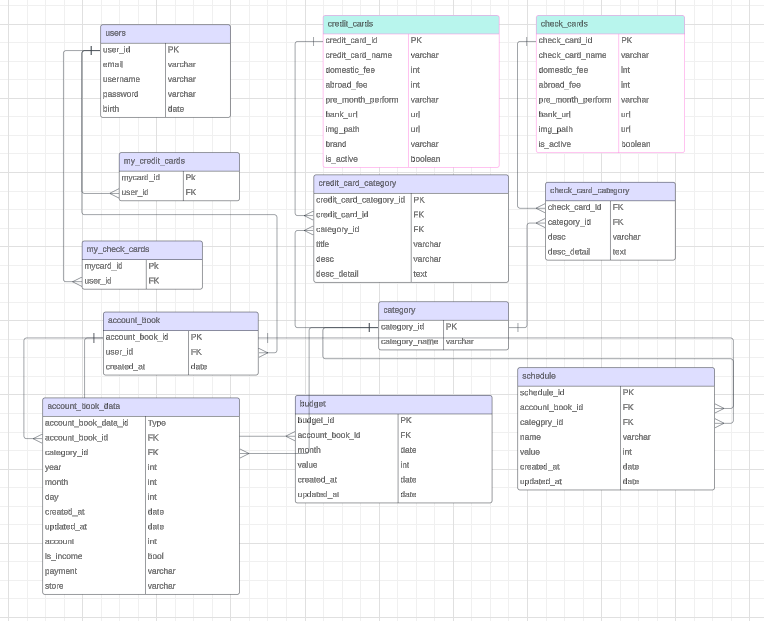 users
user_id PK
email varchar
username varchar
password varchar
birth date
credit_cards
credit_card_id PK
credit_card_name varchar
domestic_fee int
abroad_fee int
pre_month_perform varchar
bank_url url
img_path url
brand varchar
is_active boolean
check_cards
check_card_id PK
check_card_name varchar
domestic_fee int
abroad_fee int
pre_month_perform varchar
bank_url url
img_path url
is_active boolean
my_credit_cards
mycard_id Pk
user_id FK
credit_card_category
credit_card_category_id PK
credit_card_id FK
category_id FK
title varchar
desc varchar
desc_detail text
check_card_category
check_card_id FK
category_id FK
desc varchar
desc_detail text
my_check_cards
mycard_id Pk
user_id FK
category
category_id PK
category_name varchar
account_book
account_book_id PK
user_id FK
created_at date
schedule
schedule_id PK
account_book_id FK
categpry_id FK
name varchar
value int
created_at date
updated_at date
account_book_data
account_book_data_id Type
account_book_id FK
category_id FK
year int
month int
day int
created_at date
updated_at date
account int
is_income bool
payment varchar
store varchar
budget
budget_id PK
account_book_id FK
month date
value int
created_at date
updated_at date